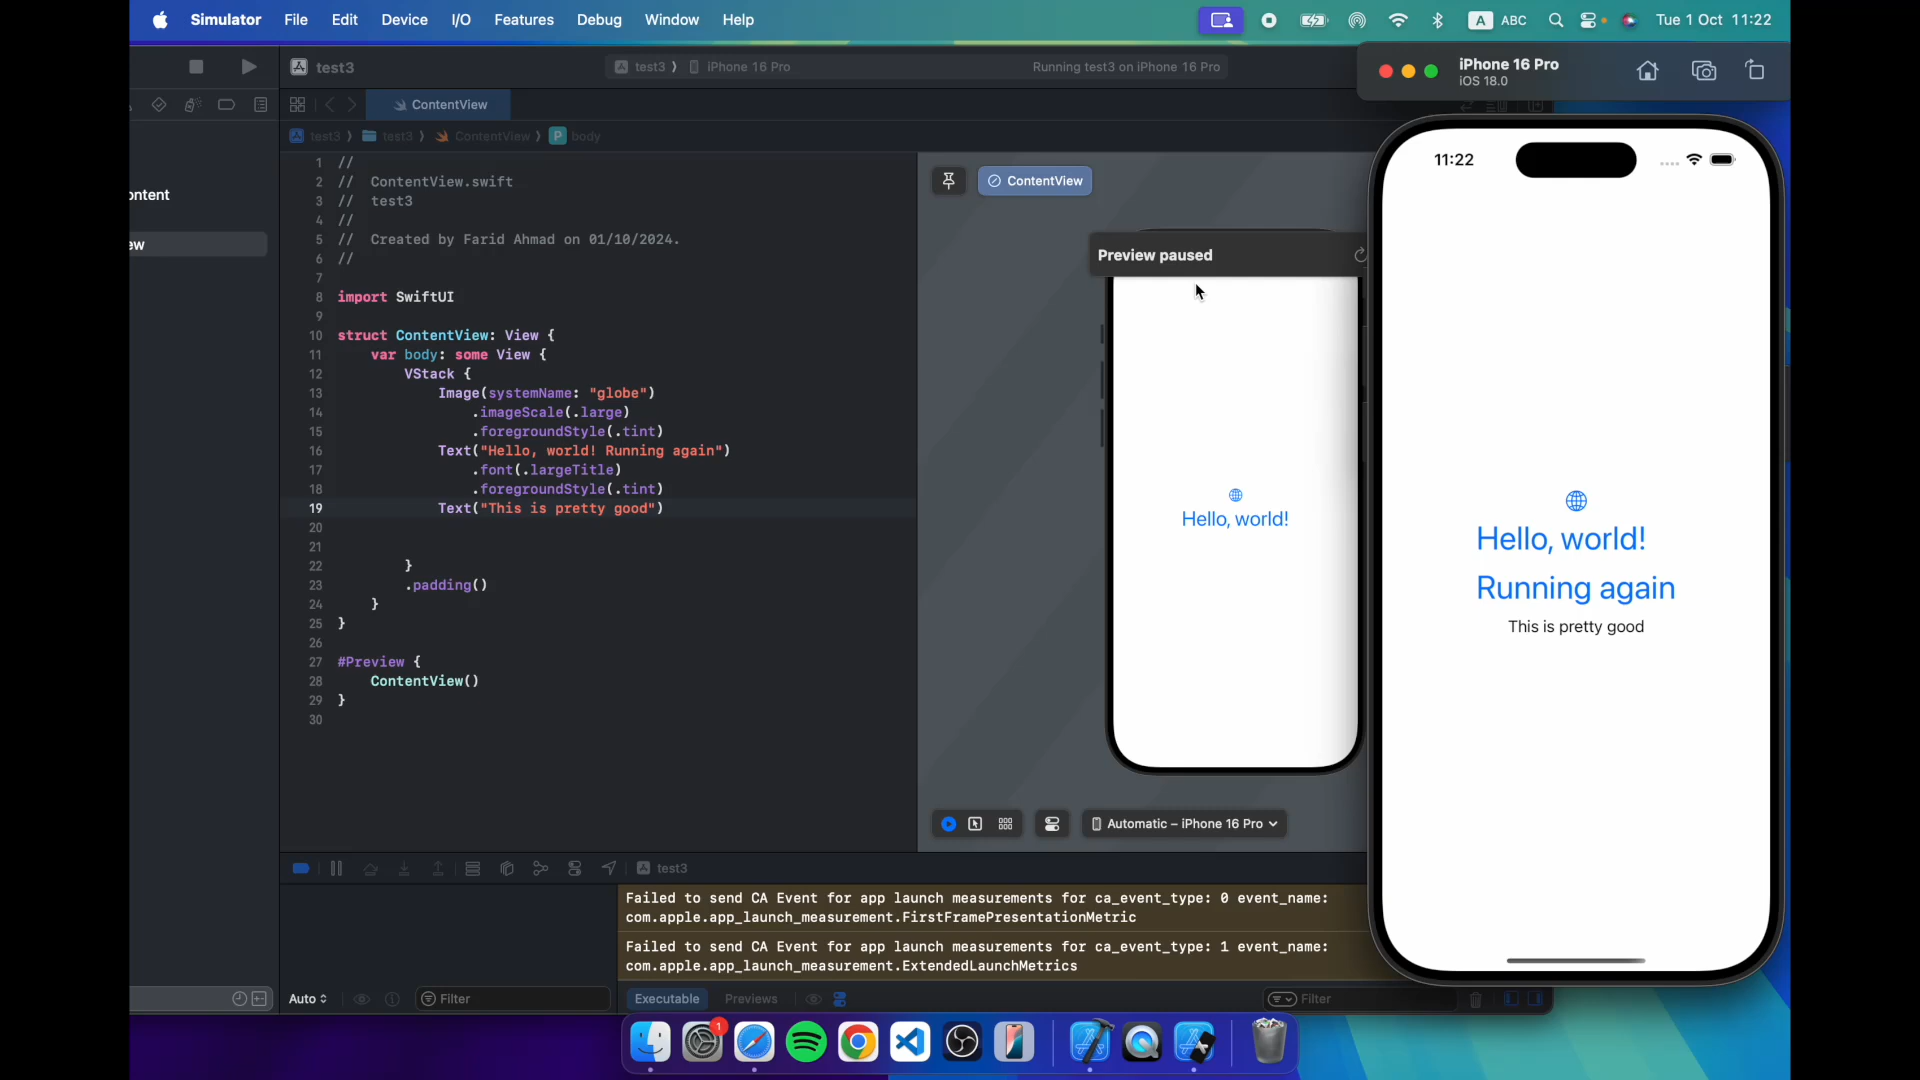 Simulator File Edit Device I/O Features Debug Window Help
A ABC Tue 1 Oct 11:22
test3
test3 iPhone 16 Pro
Running test3 on iPhone 16 Pro
iPhone 16 Pro
iOS 18.0
ContentView
test3 test3 ContentView P body
ontent
ew
1 //
2 // ContentView.swift
3 // test3
4 //
5 // Created by Farid Ahmad on 01/10/2024.
6 //
7
8 import SwiftUI
9
10 struct ContentView: View {
11 var body: some View {
12 VStack {
13 Image(systemName: "globe")
14 .imageScale(.large)
15 .foregroundStyle(.tint)
16 Text("Hello, world! Running again")
17 .font(.largeTitle)
18 .foregroundStyle(.tint)
19 Text("This is pretty good")
20
21
22 }
23 .padding()
24 }
25 }
26
27 #Preview {
28 ContentView()
29 }
30
ContentView
Preview paused
Hello, world!
Automatic – iPhone 16 Pro
11:22
Hello, world!
Running again
This is pretty good
test3
Failed to send CA Event for app launch measurements for ca_event_type: 0 event_name:
com.apple.app_launch_measurement.FirstFramePresentationMetric
Failed to send CA Event for app launch measurements for ca_event_type: 1 event_name:
com.apple.app_launch_measurement.ExtendedLaunchMetrics
Auto Filter
Executable Previews Filter
1